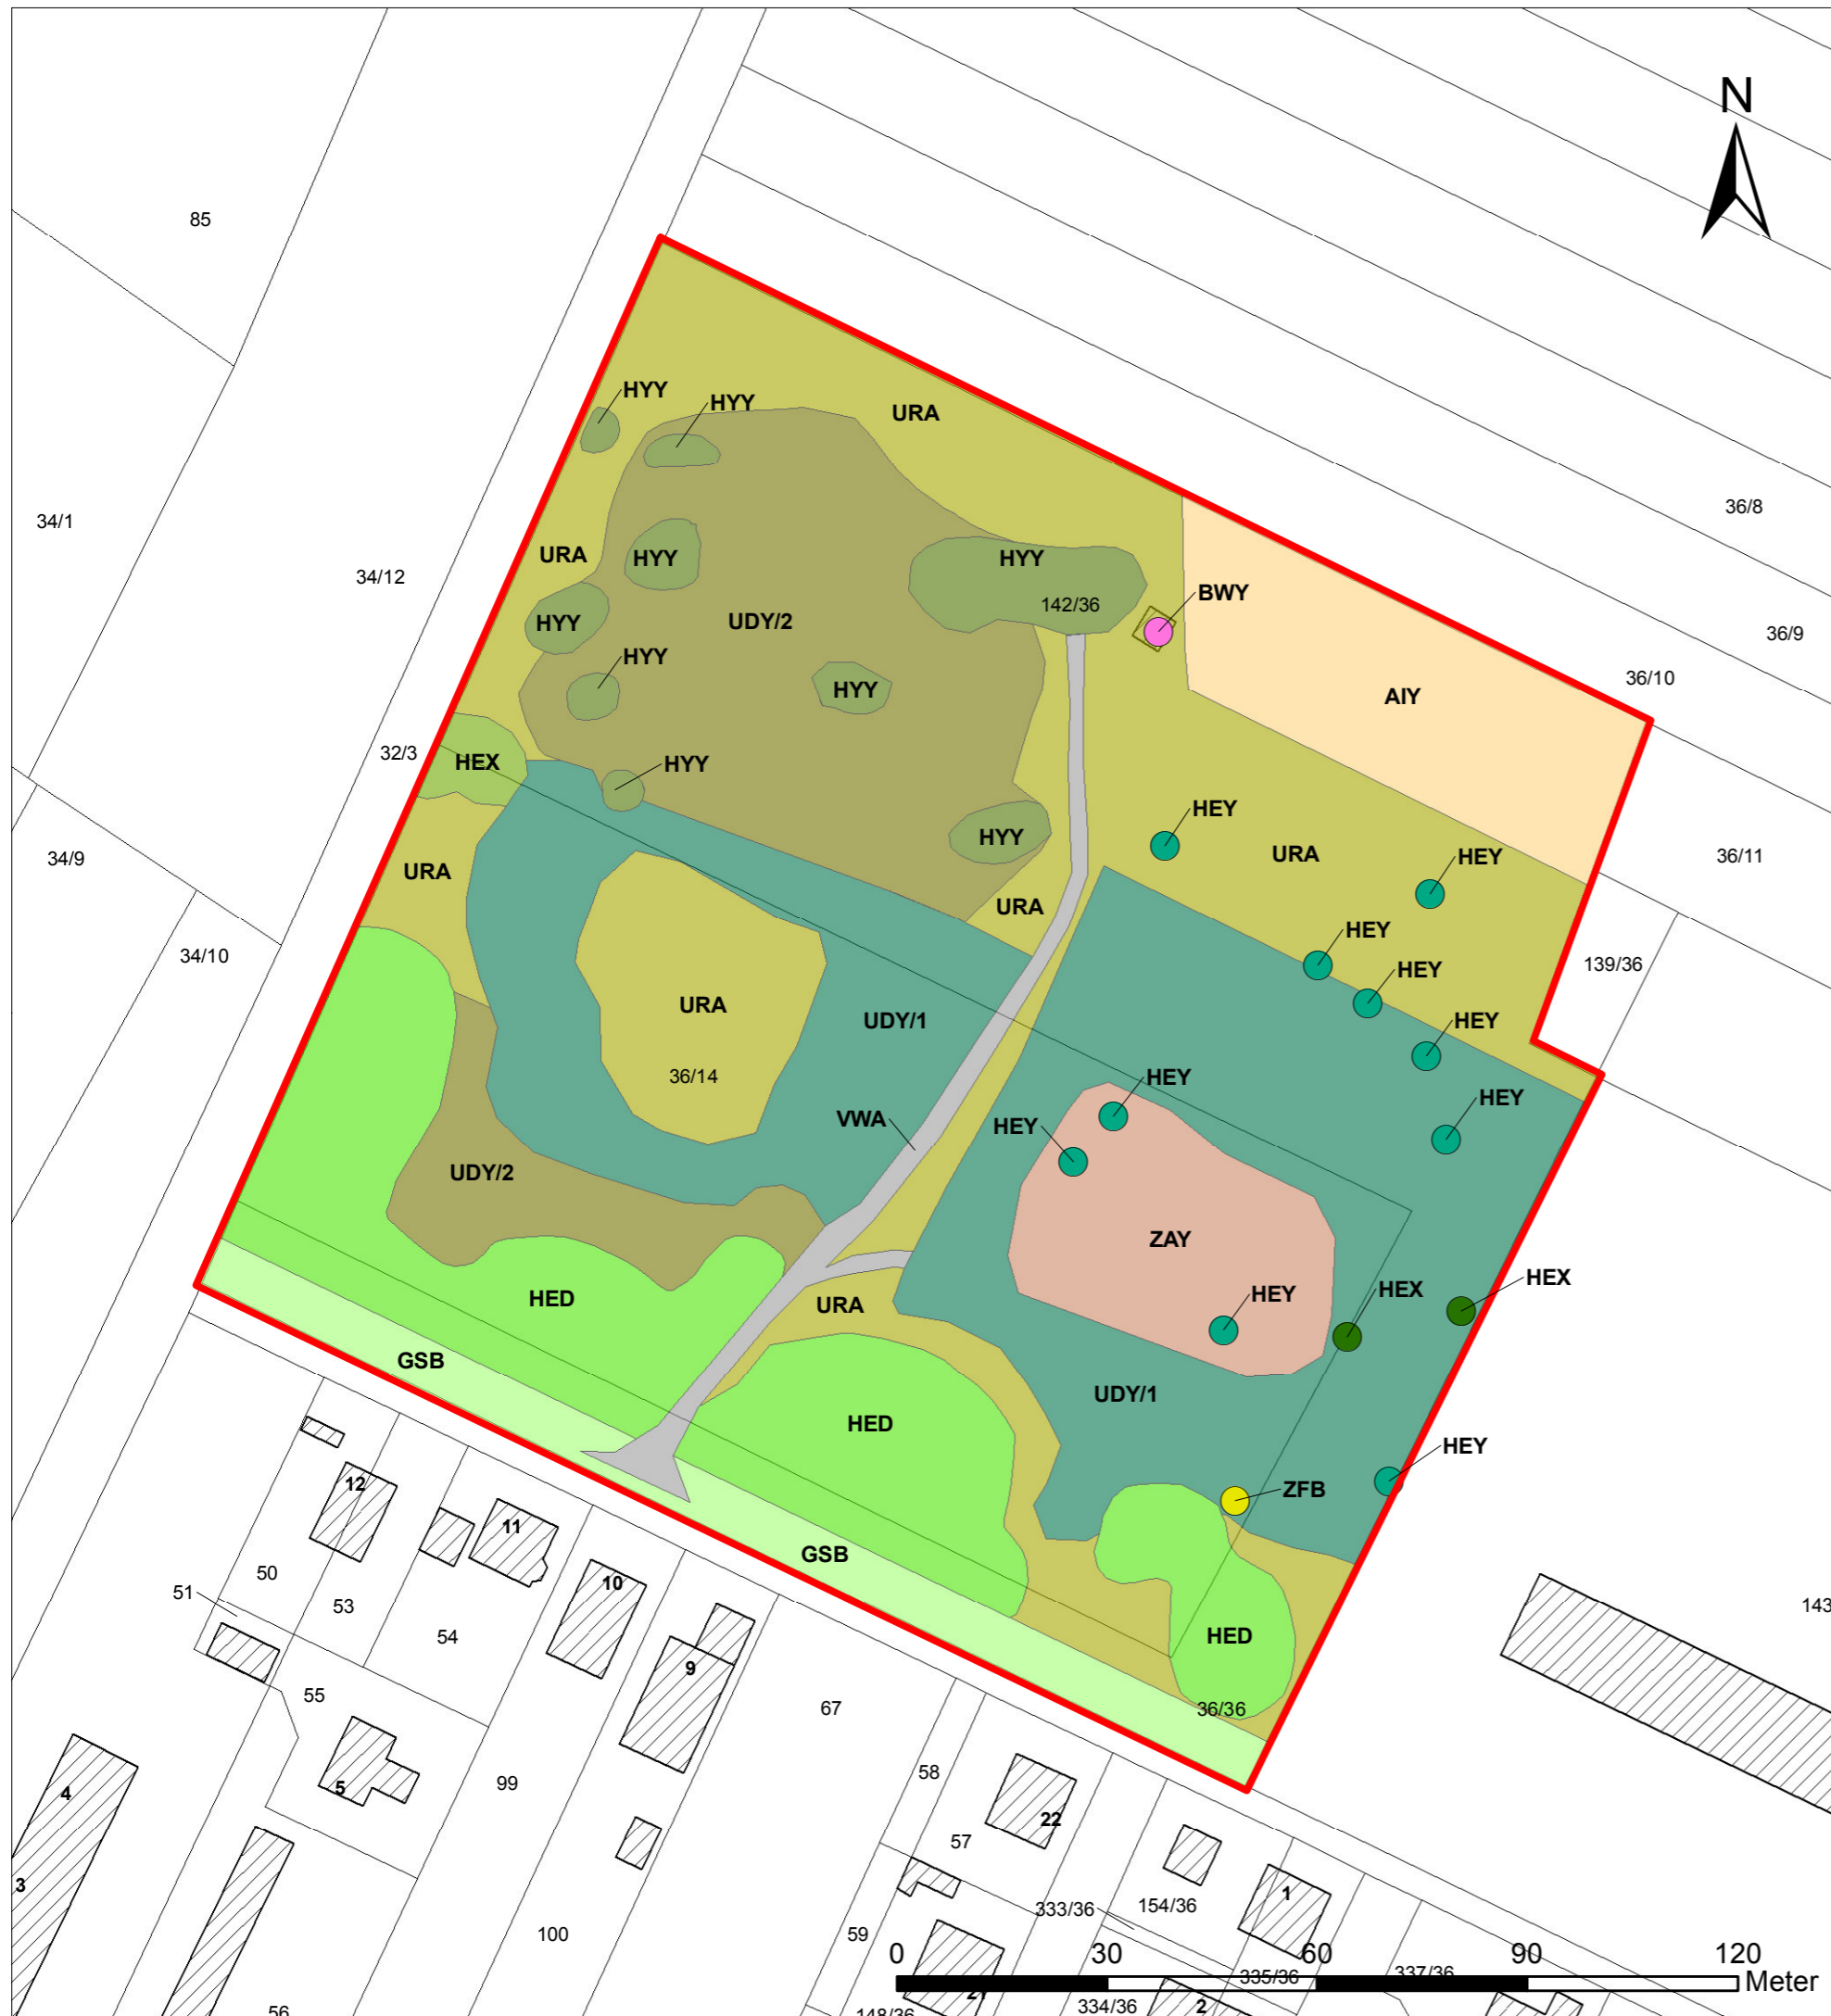 N
85
HYY
HYY
URA
36/8
34/1
URA
HYY
HYY
34/12
BWY
142/36
HYY
UDY/2
36/9
HYY
36/10
HYY
AIY
32/3
HEX
HYY
HEY
HYY
URA
HEY
36/11
34/9
URA
URA
HEY
34/10
139/36
HEY
URA
UDY/1
HEY
36/14
HEY
HEY
VWA
HEY
UDY/2
ZAY
HEX
HEX
HED
URA
HEY
GSB
UDY/1
HED
HEY
12
ZFB
11
GSB
50
10
51
53
143
54
HED
9
55
67
36/36
58
99
4
5
22
57
3
1
333/36
154/36
100
59
0
30
60
90
120
335/36
337/36
Meter
2
334/36
148/36
56